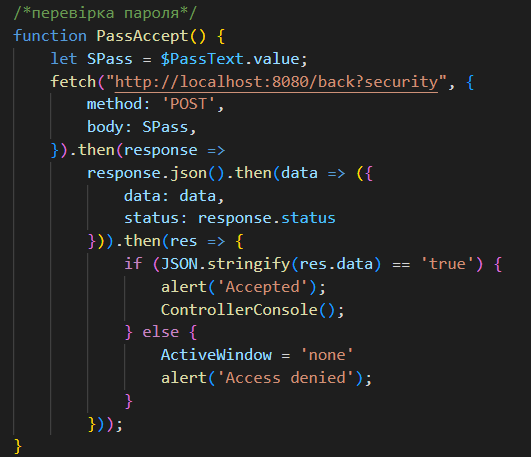 /*перевірка пароля*/
function PassAccept() {
    let SPass = $PassText.value;
    fetch("http://localhost:8080/back?security", {
        method: 'POST',
        body: SPass,
    }).then(response =>
        response.json().then(data => ({
            data: data,
            status: response.status
        })).then(res => {
            if (JSON.stringify(res.data) == 'true') {
                alert('Accepted');
                ControllerConsole();
            } else {
                ActiveWindow = 'none'
                alert('Access denied');
            }
        }));
}